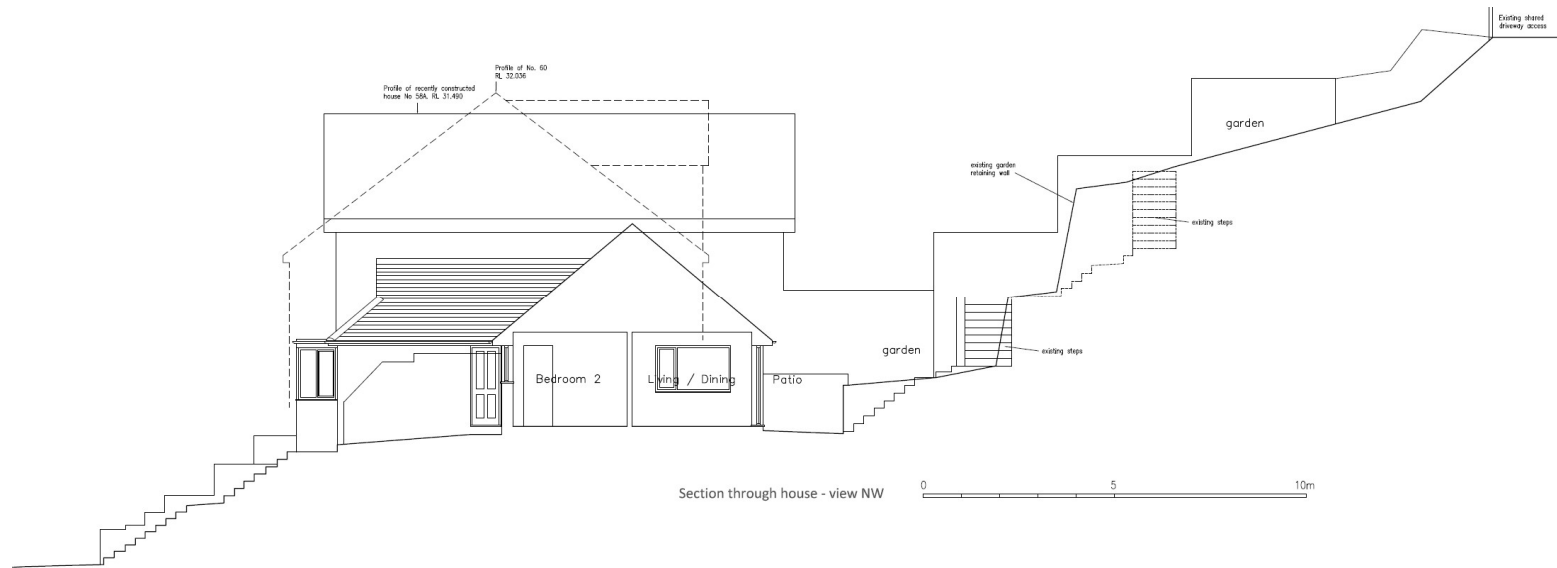 Existing shared
driveway access
Profile of No. 60
RL 32.036
Profile of recently constructed
house No 58A. RL 31.490
garden
existing garden
retaining wall
existing steps
garden
existing steps
Bedroom 2
Living / Dining
Patio
Section through house - view NW
0
5
10m